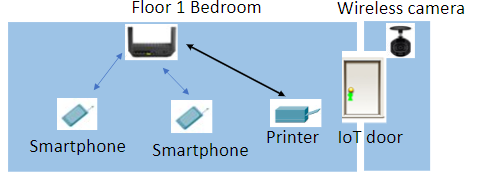 Floor 1 Bedroom
Wireless camera
Smartphone
Smartphone
Printer
IoT door